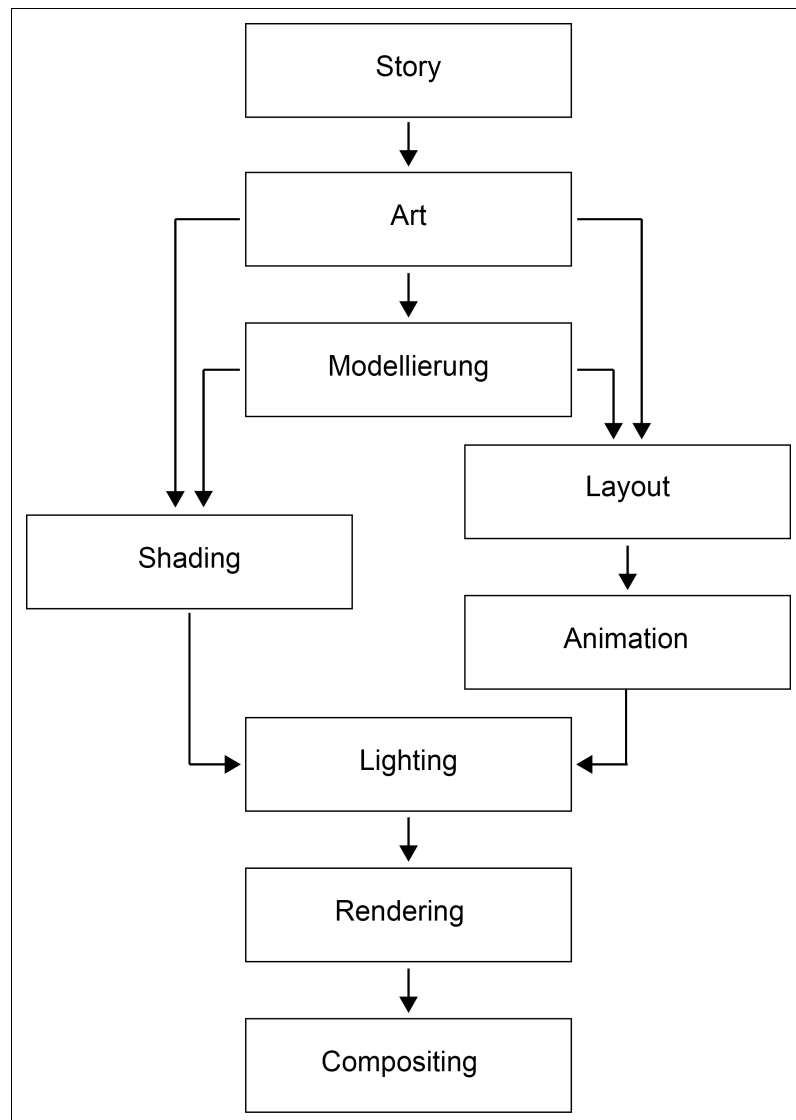 Story
Art
Modellierung
Layout
Shading
Animation
Lighting
Rendering
Compositing